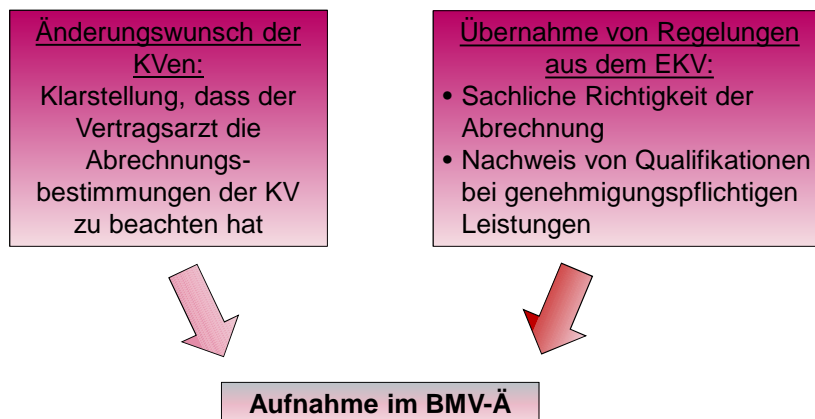 Änderungswunsch der
KVen:
Klarstellung, dass der
Vertragsarzt die
Abrechnungs-
bestimmungen der KV
zu beachten hat
Übernahme von Regelungen
aus dem EKV:
• Sachliche Richtigkeit der
Abrechnung
• Nachweis von Qualifikationen
bei genehmigungspflichtigen
Leistungen
Aufnahme im BMV-Ä